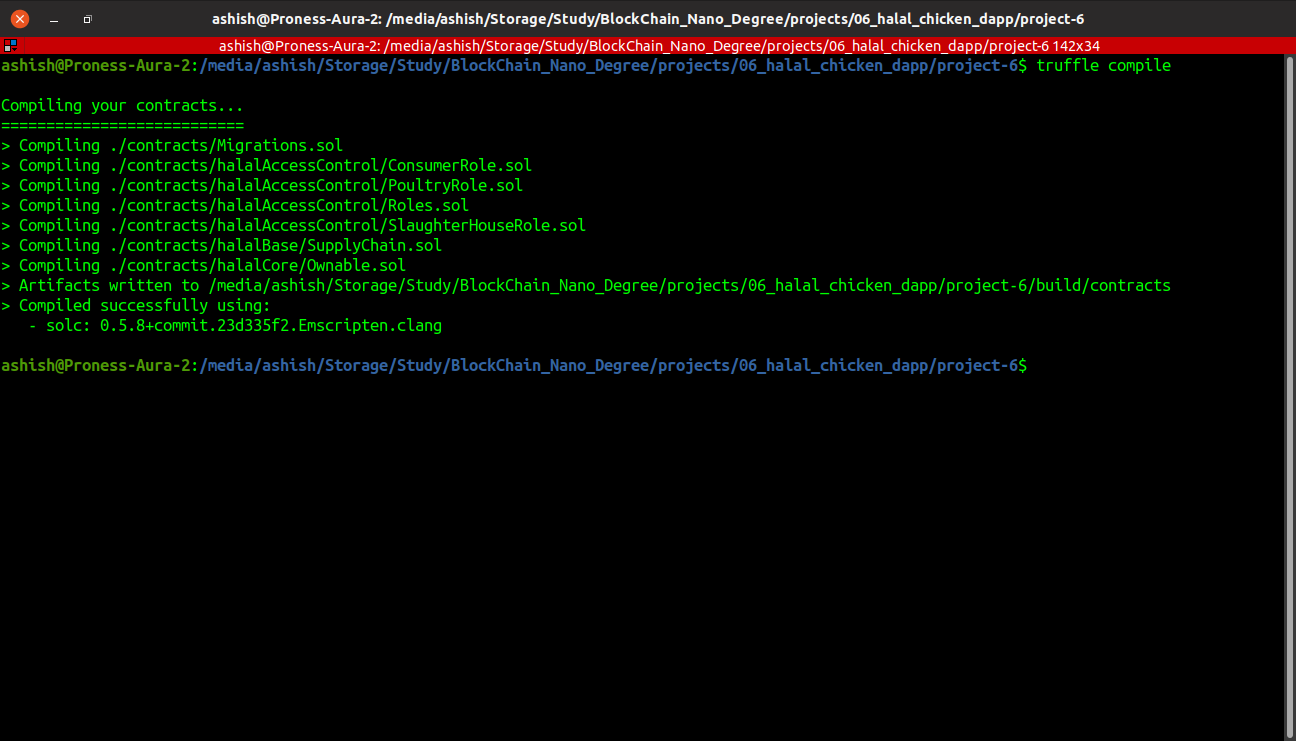 ashish@Proness-Aura-2: /media/ashish/Storage/Study/BlockChain_Nano_Degree/projects/06_halal_chicken_dapp/project-6
ashish@Proness-Aura-2: /media/ashish/Storage/Study/BlockChain_Nano_Degree/projects/06_halal_chicken_dapp/project-6 142x34
ashish@Proness-Aura-2:/media/ashish/Storage/Study/BlockChain_Nano_Degree/projects/06_halal_chicken_dapp/project-6$ truffle compile
Compiling your contracts...
===========================
> Compiling ./contracts/Migrations.sol
> Compiling ./contracts/halalAccessControl/ConsumerRole.sol
> Compiling ./contracts/halalAccessControl/PoultryRole.sol
> Compiling ./contracts/halalAccessControl/Roles.sol
> Compiling ./contracts/halalAccessControl/SlaughterHouseRole.sol
> Compiling ./contracts/halalBase/SupplyChain.sol
> Compiling ./contracts/halalCore/Ownable.sol
> Artifacts written to /media/ashish/Storage/Study/BlockChain_Nano_Degree/projects/06_halal_chicken_dapp/project-6/build/contracts
> Compiled successfully using:
   - solc: 0.5.8+commit.23d335f2.Emscripten.clang
ashish@Proness-Aura-2:/media/ashish/Storage/Study/BlockChain_Nano_Degree/projects/06_halal_chicken_dapp/project-6$